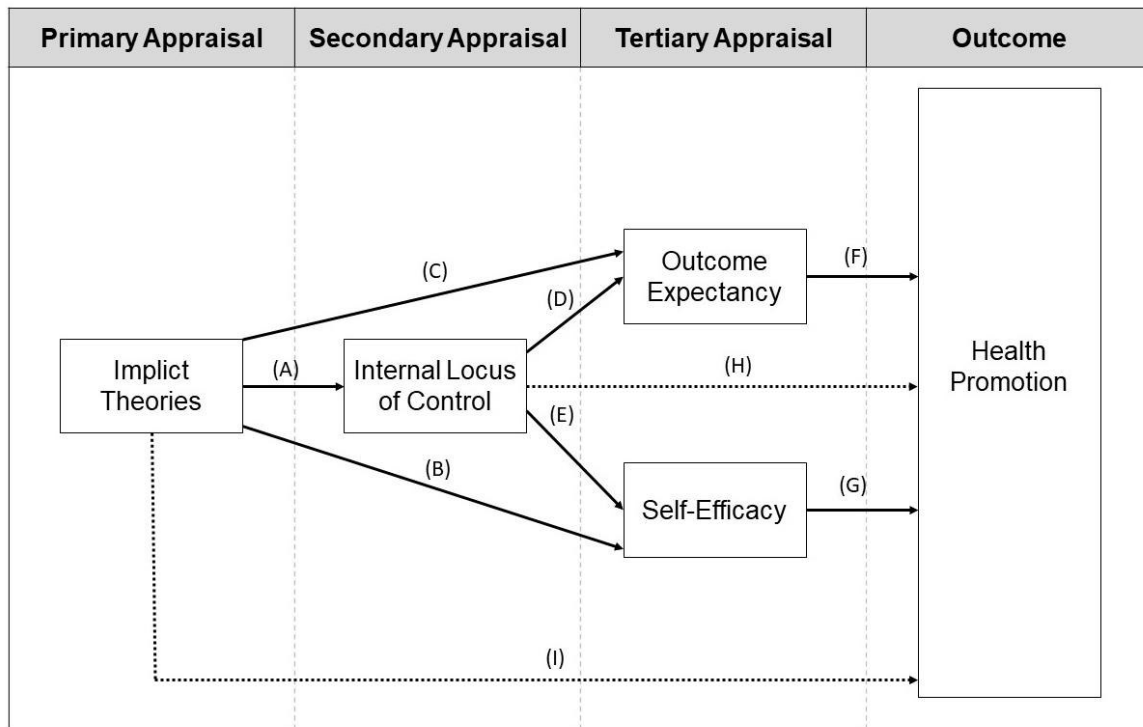 Primary Appraisal
Secondary Appraisal
Tertiary Appraisal
Outcome
(C)
Outcome
Expectancy
(F)
(D)
Implict
Theories
(A)
Internal Locus
of Control
(H)
Health
Promotion
(E)
(B)
Self-Efficacy
(G)
(I)